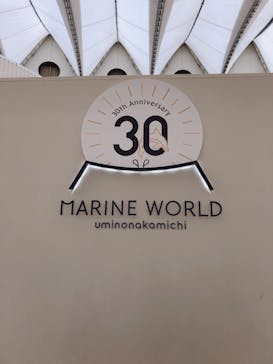 30th Anniversary
30
MARINE WORLD
uminonakamichi